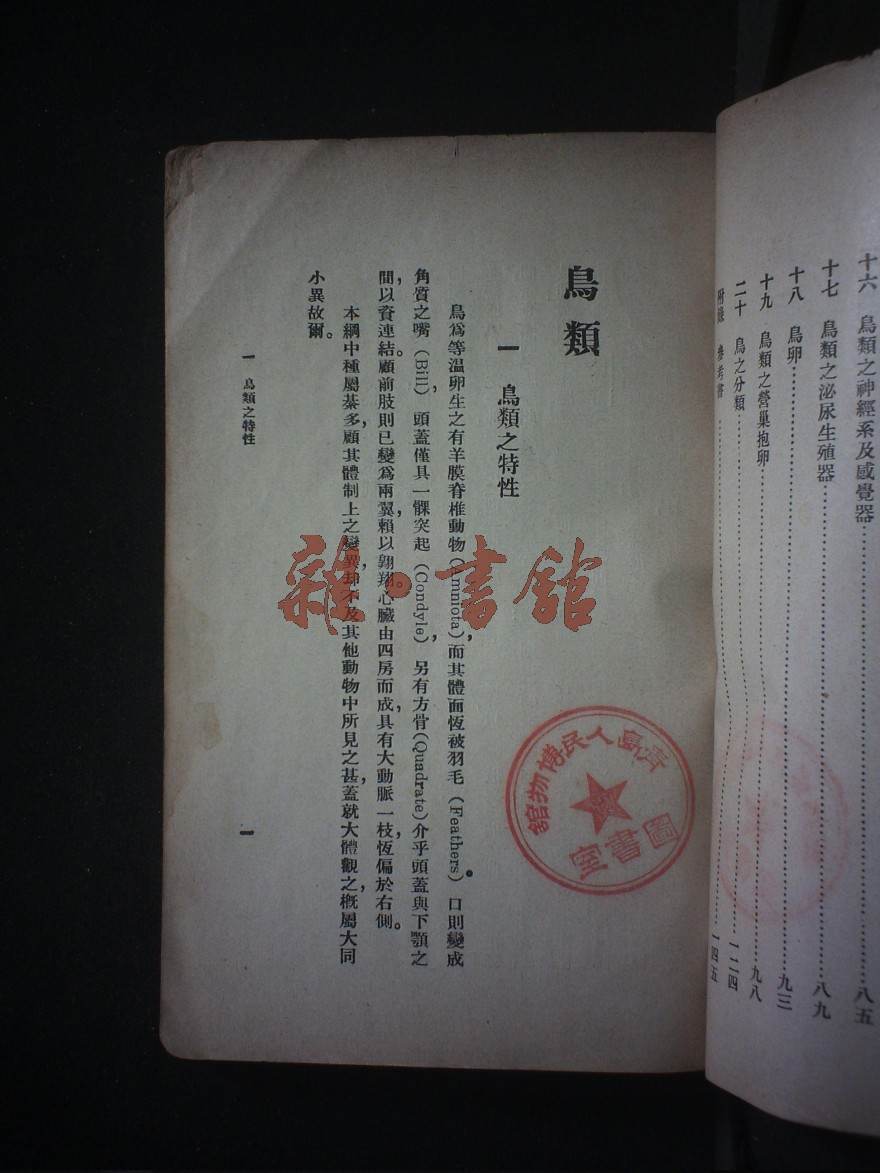 十六　鳥類之神經系及感覺器……八五
十七　鳥類之泌尿生殖器……八九
十八　鳥卵……九三
十九　鳥類之營巢抱卵……九八
二十　鳥之分類……一二四
附錄　參考書……一四五
鳥類
一　鳥類之特性
鳥爲等溫卵生之有羊膜脊椎動物(Amniota)，而其體面恆被羽毛(Feathers)。口則變成
角質之嘴(Bill)，頭蓋僅具一髁突起(Condyle)，另有方骨(Quadrate)介乎頭蓋與下顎之
間，以資連結。顧前肢則已變爲兩翼，賴以翱翔。心臟由四房而成，具有大動脈一枝，恆偏於右側。
本綱中種屬綦多，顧其體制上之變異，却不及其他動物中所見之甚，蓋就大體觀之，概屬大同
小異故爾。
一　鳥類之特性
一
雜·書館
青島人民博物館
圖書室